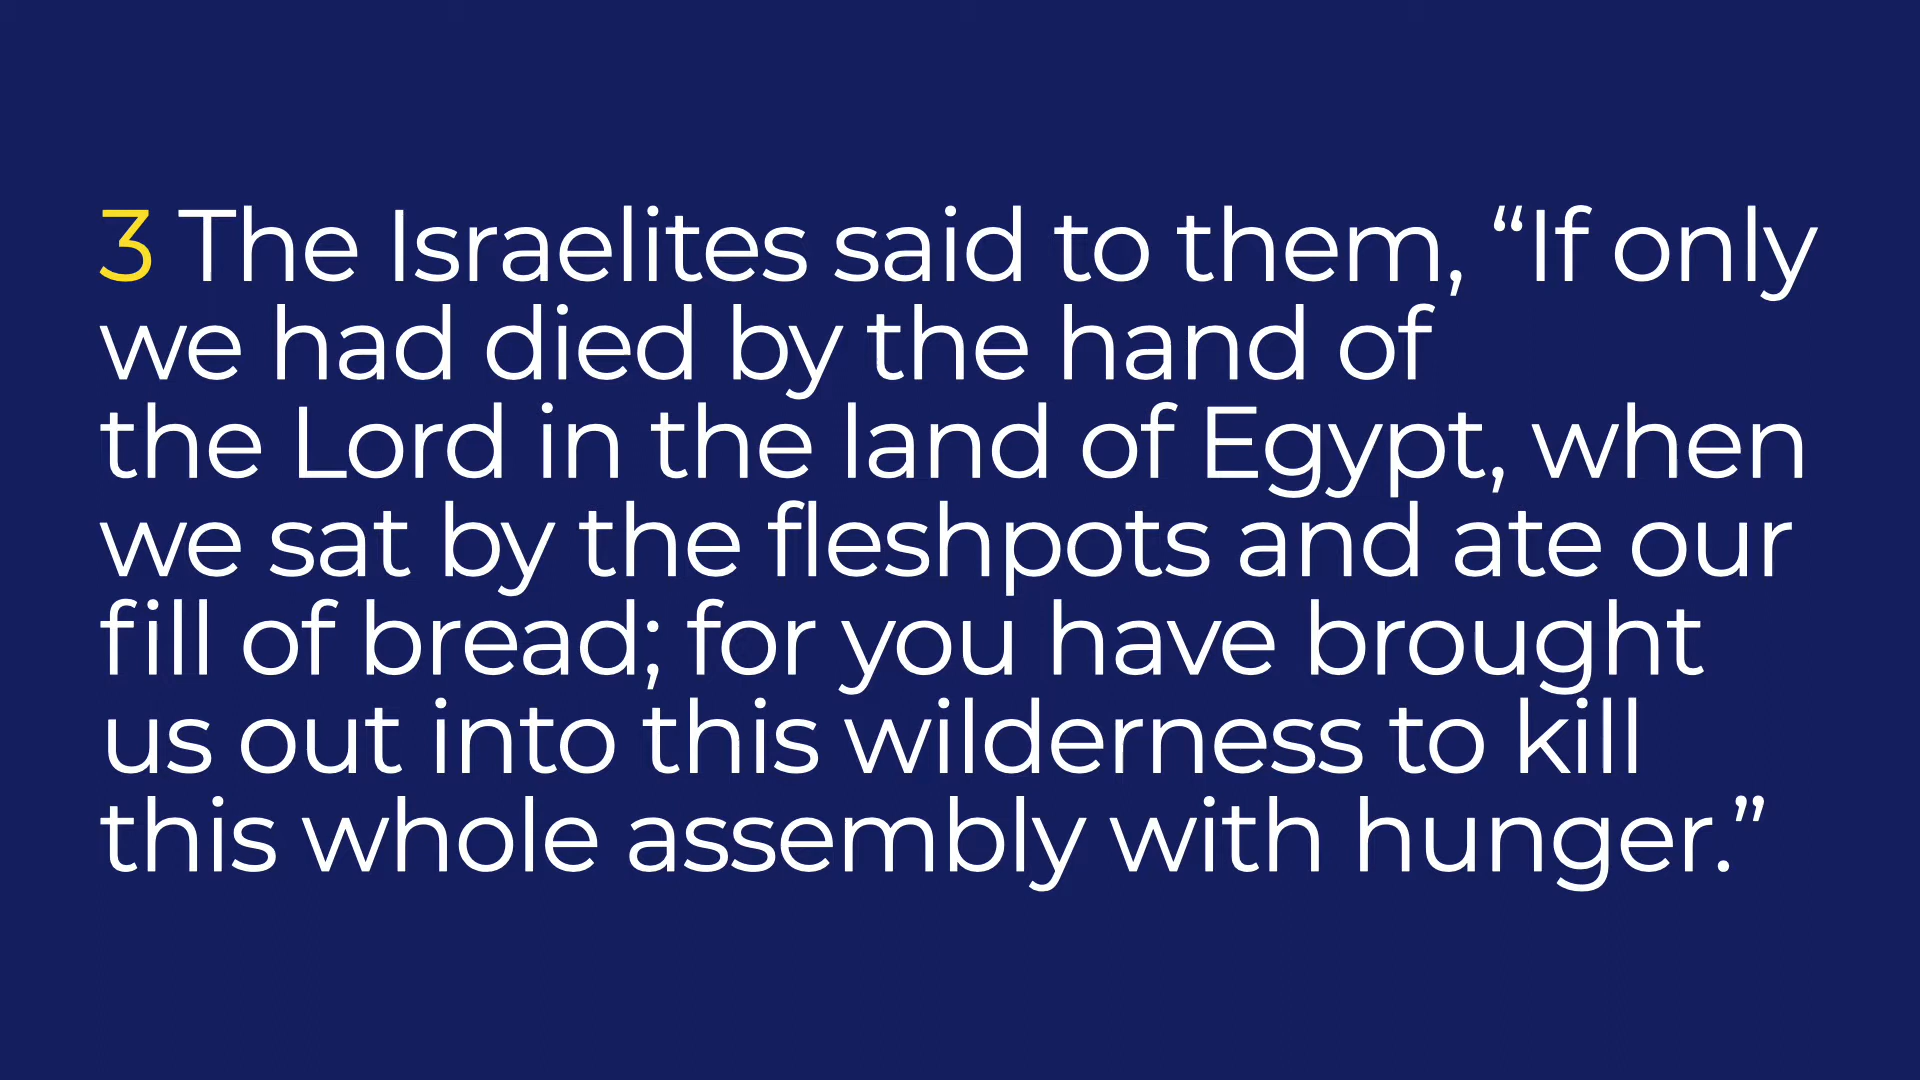 3 The Israelites said to them, “If only
we had died by the hand of
the Lord in the land of Egypt, when
we sat by the fleshpots and ate our
fill of bread; for you have brought
us out into this wilderness to kill
this whole assembly with hunger.”